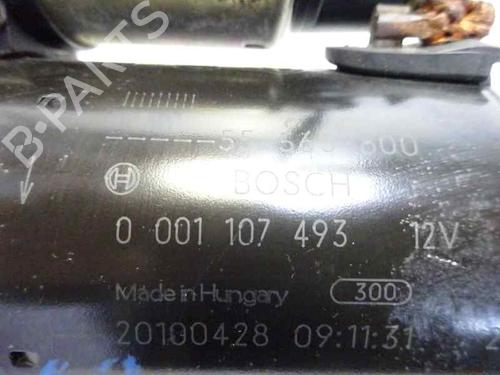 BOSCH
0 001 107 493 12V
Made in Hungary 300
20100428 09:11:31
B-PARTS